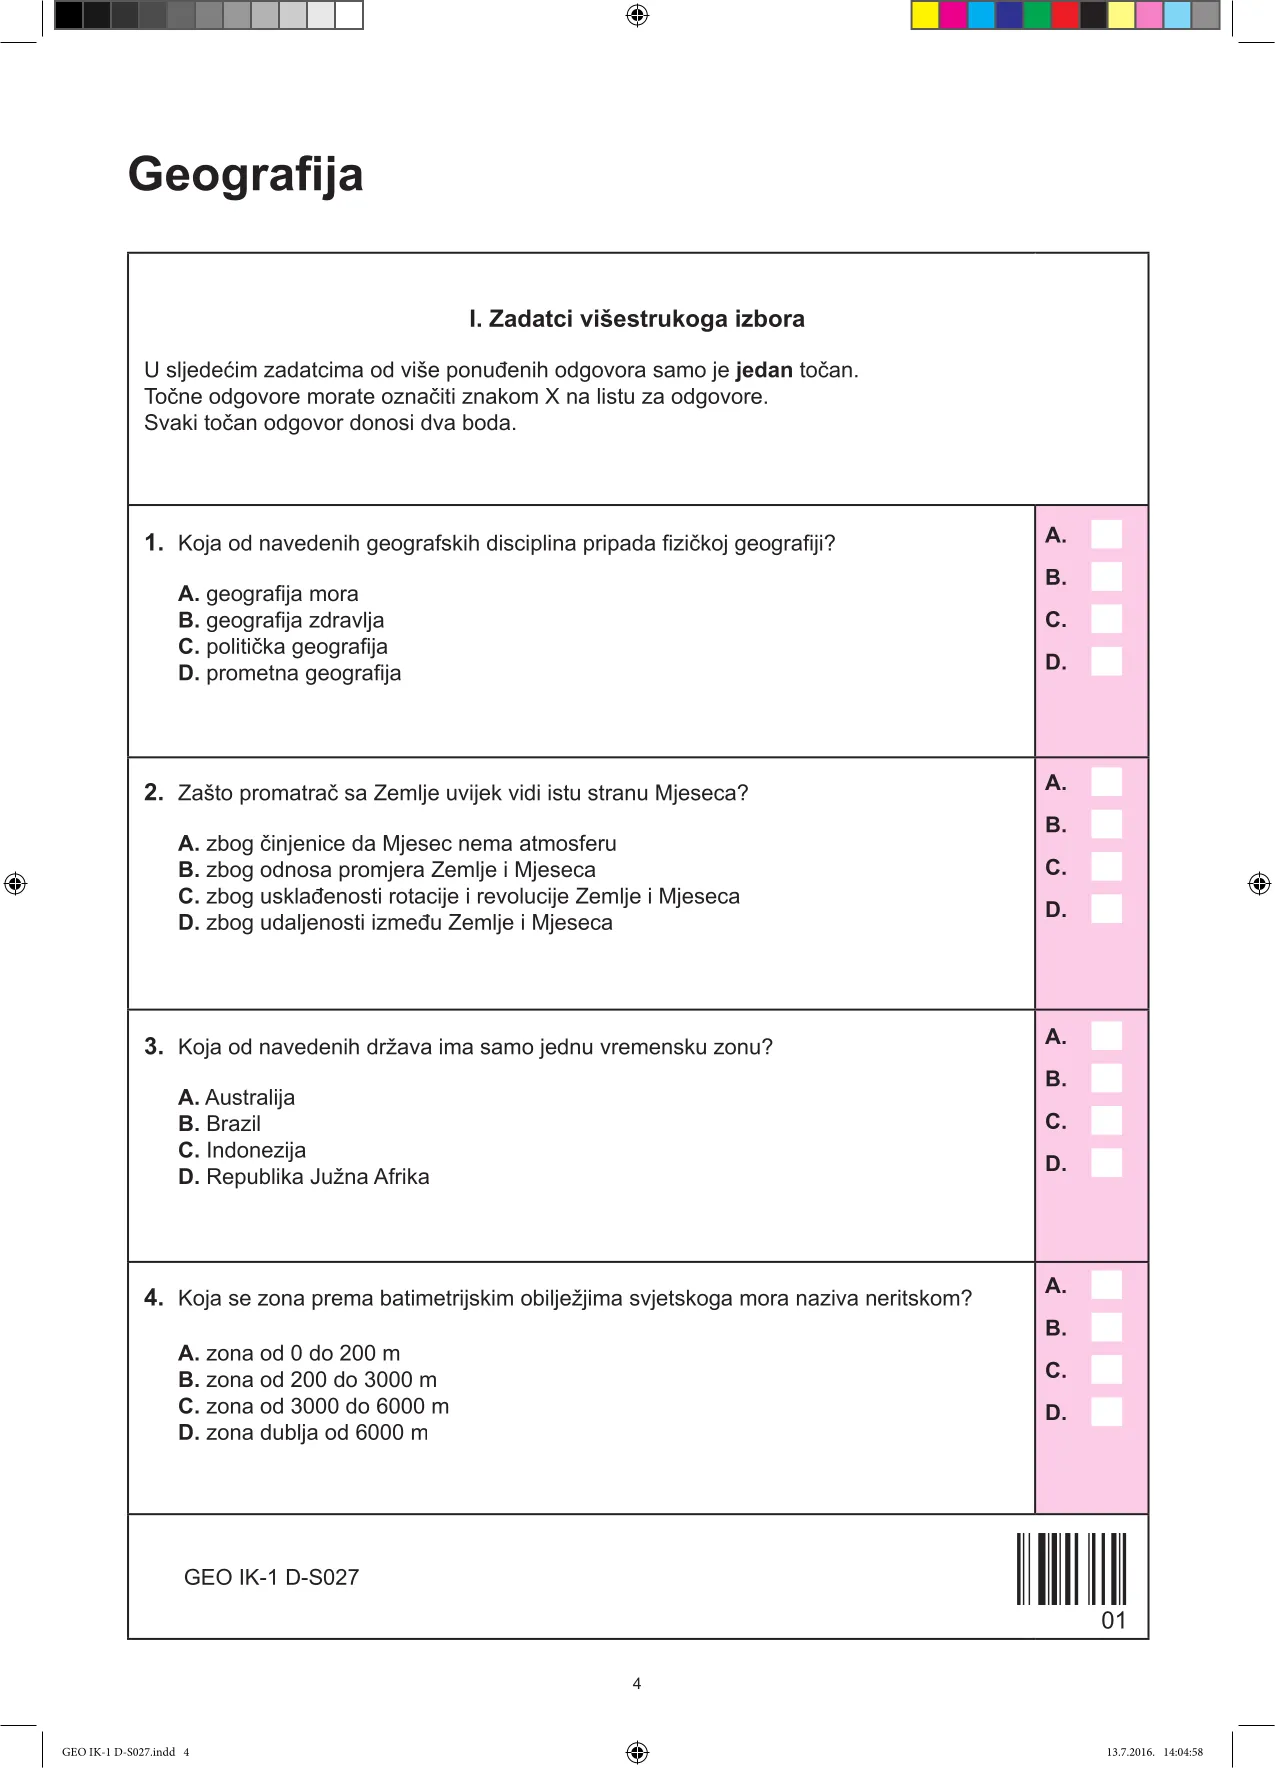 Geografija
I. Zadatci višestrukoga izbora
U sljedećim zadatcima od više ponuđenih odgovora samo je jedan točan.
Točne odgovore morate označiti znakom X na listu za odgovore.
Svaki točan odgovor donosi dva boda.
1. Koja od navedenih geografskih disciplina pripada fizičkoj geografiji?
A. geografija mora
B. geografija zdravlja
C. politička geografija
D. prometna geografija
A.
B.
C.
D.
2. Zašto promatrač sa Zemlje uvijek vidi istu stranu Mjeseca?
A. zbog činjenice da Mjesec nema atmosferu
B. zbog odnosa promjera Zemlje i Mjeseca
C. zbog usklađenosti rotacije i revolucije Zemlje i Mjeseca
D. zbog udaljenosti između Zemlje i Mjeseca
A.
B.
C.
D.
3. Koja od navedenih država ima samo jednu vremensku zonu?
A. Australija
B. Brazil
C. Indonezija
D. Republika Južna Afrika
A.
B.
C.
D.
4. Koja se zona prema batimetrijskim obilježjima svjetskoga mora naziva neritskom?
A. zona od 0 do 200 m
B. zona od 200 do 3000 m
C. zona od 3000 do 6000 m
D. zona dublja od 6000 m
A.
B.
C.
D.
GEO IK-1 D-S027
01
4
GEO IK-1 D-S027.indd 4
13.7.2016. 14:04:58